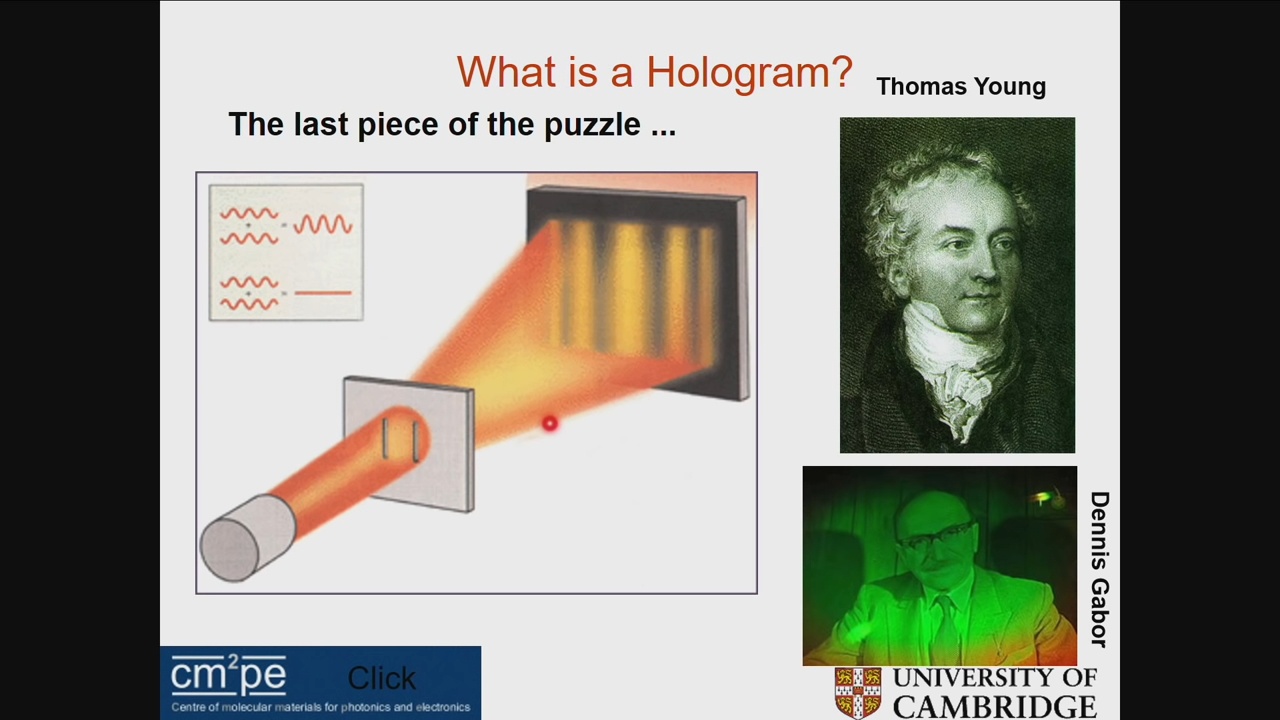 What is a Hologram?
Thomas Young
The last piece of the puzzle ...
+ =
+ =
Dennis Gabor
cm²pe
Click
Centre of molecular materials for photonics and electronics
UNIVERSITY OF
CAMBRIDGE